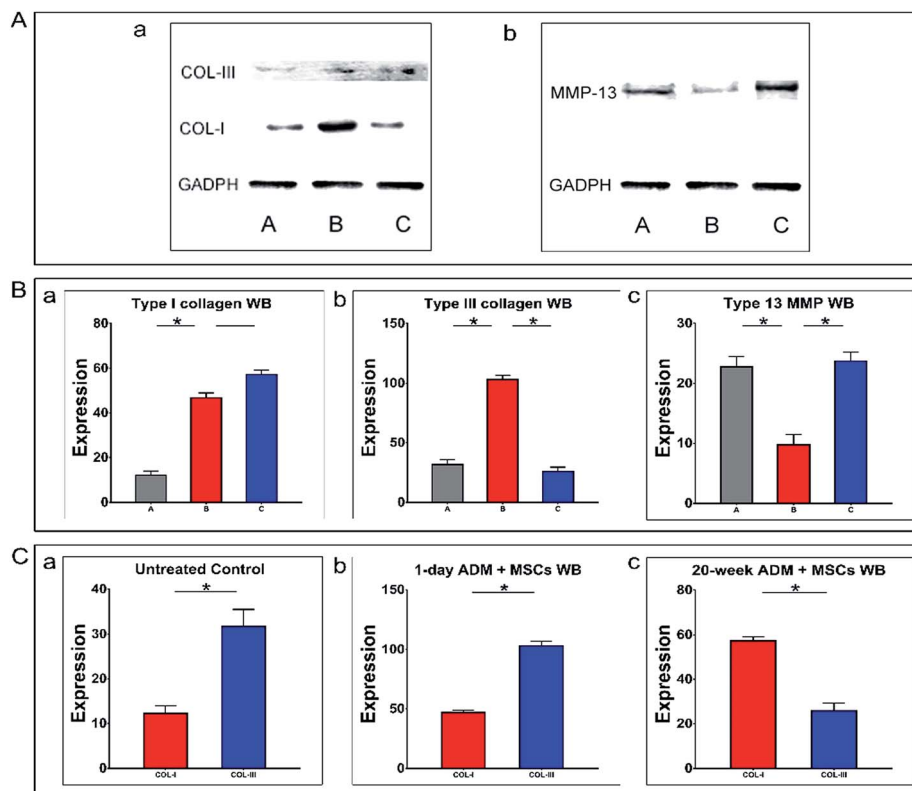 A
a
COL-III
COL-I
GADPH
A B C
b
MMP-13
GADPH
A B C
B
a
Type I collagen WB
Expression
80
60
40
20
0
*
A B C
b
Type III collagen WB
Expression
150
100
50
0
* *
A B C
c
Type 13 MMP WB
Expression
30
20
10
0
* *
A B C
C
a
Untreated Control
Expression
40
30
20
10
0
*
COL-I COL-III
b
1-day ADM + MSCs WB
Expression
150
100
50
0
*
COL-I COL-III
c
20-week ADM + MSCs WB
Expression
80
60
40
20
0
*
COL-I COL-III